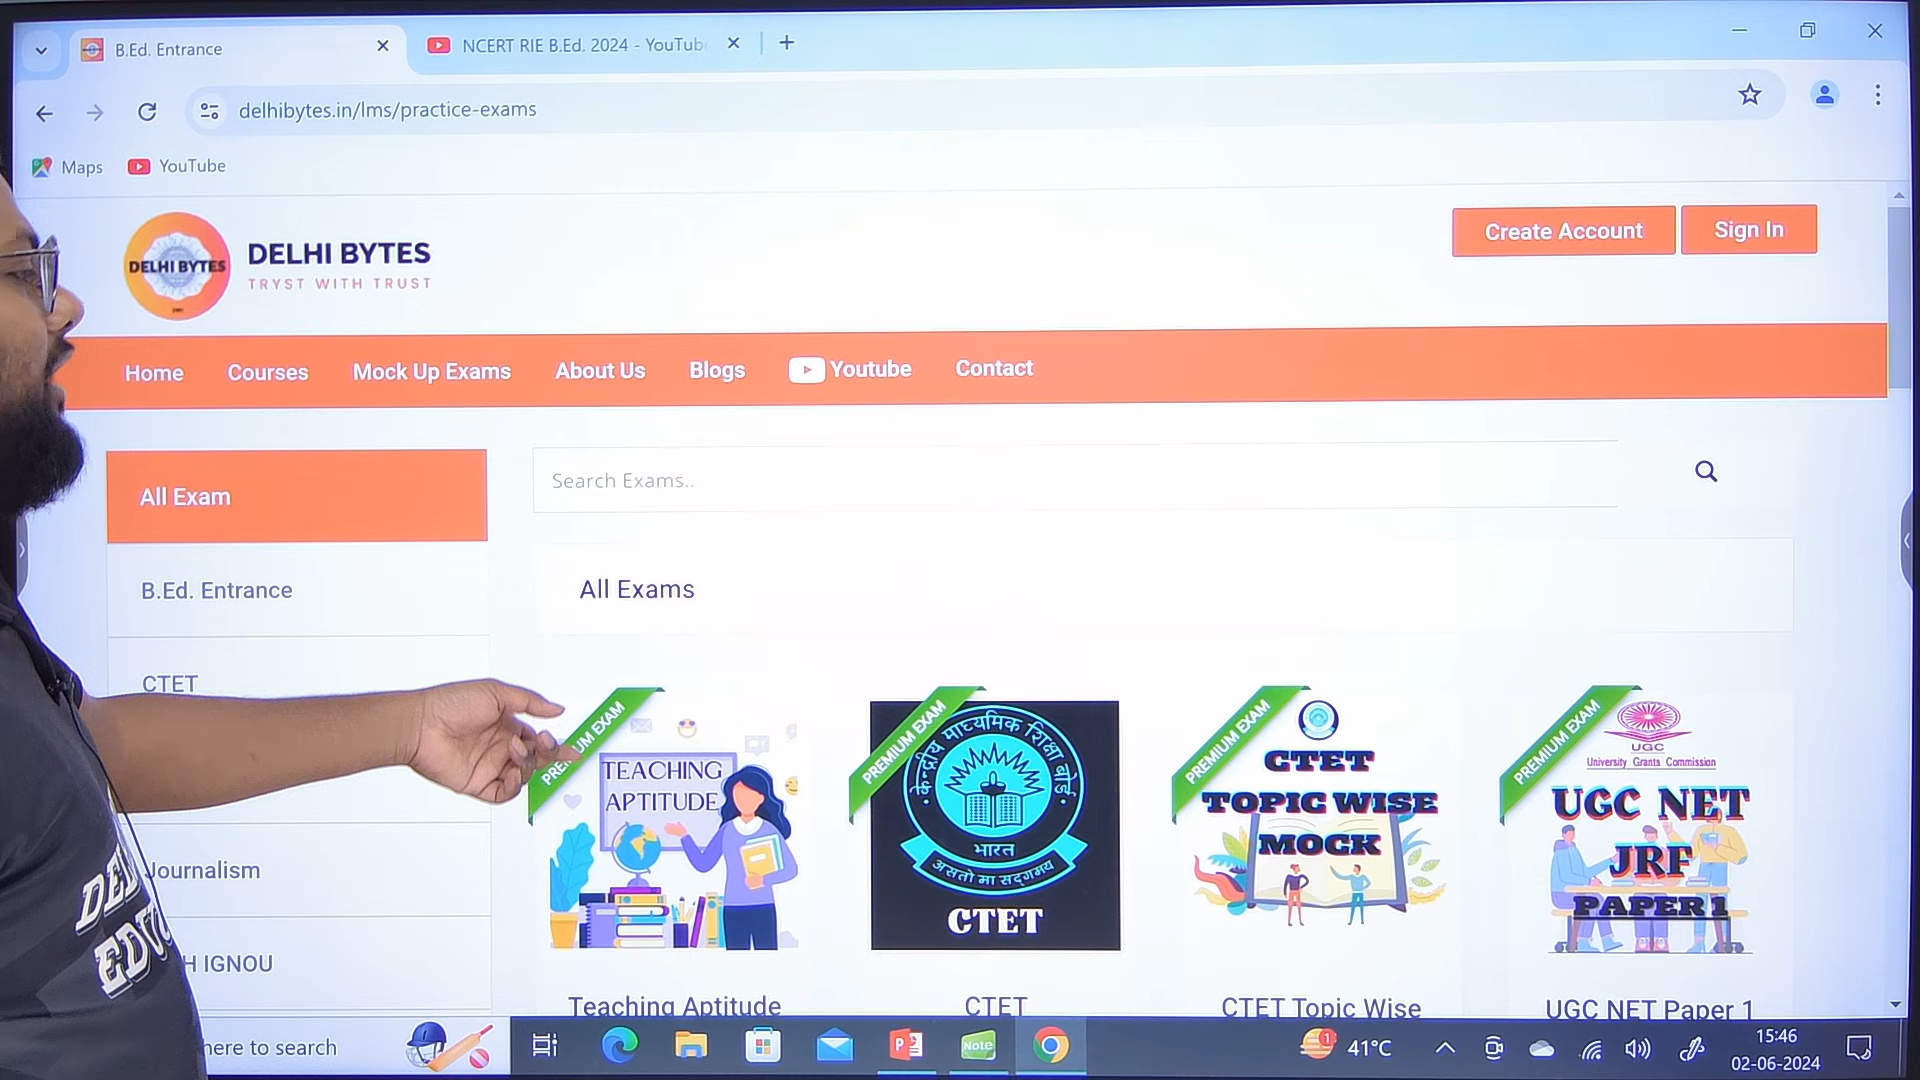 B.Ed. Entrance
NCERT RIE B.Ed. 2024 - YouTub
delhibytes.in/lms/practice-exams
Maps
YouTube
DELHI BYTES
DELHI BYTES
TRYST WITH TRUST
Create Account
Sign In
Home
Courses
Mock Up Exams
About Us
Blogs
Youtube
Contact
All Exam
Search Exams..
B.Ed. Entrance
All Exams
CTET
Journalism
H IGNOU
PREMIUM EXAM
TEACHING
APTITUDE
Teaching Aptitude
PREMIUM EXAM
केन्द्रीय माध्यमिक शिक्षा बोर्ड
भारत
असतो मा सद्गमय
CTET
CTET
PREMIUM EXAM
CTET
TOPIC WISE
MOCK
CTET Topic Wise
PREMIUM EXAM
UGC
University Grants Commission
UGC NET
JRF
PAPER 1
UGC NET Paper 1
here to search
Note
1
41°C
15:46
02-06-2024